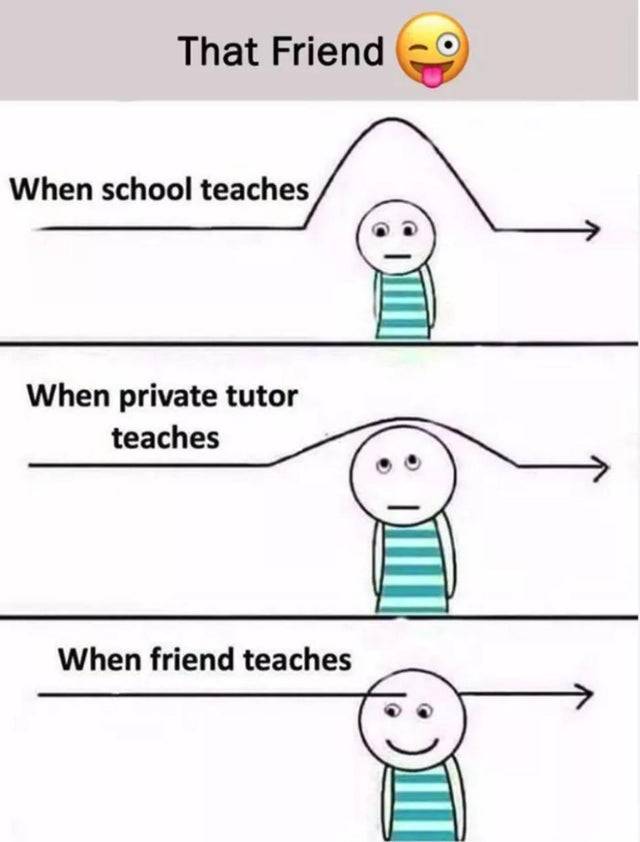 That Friend 😜
When school teaches
When private tutor
teaches
When friend teaches